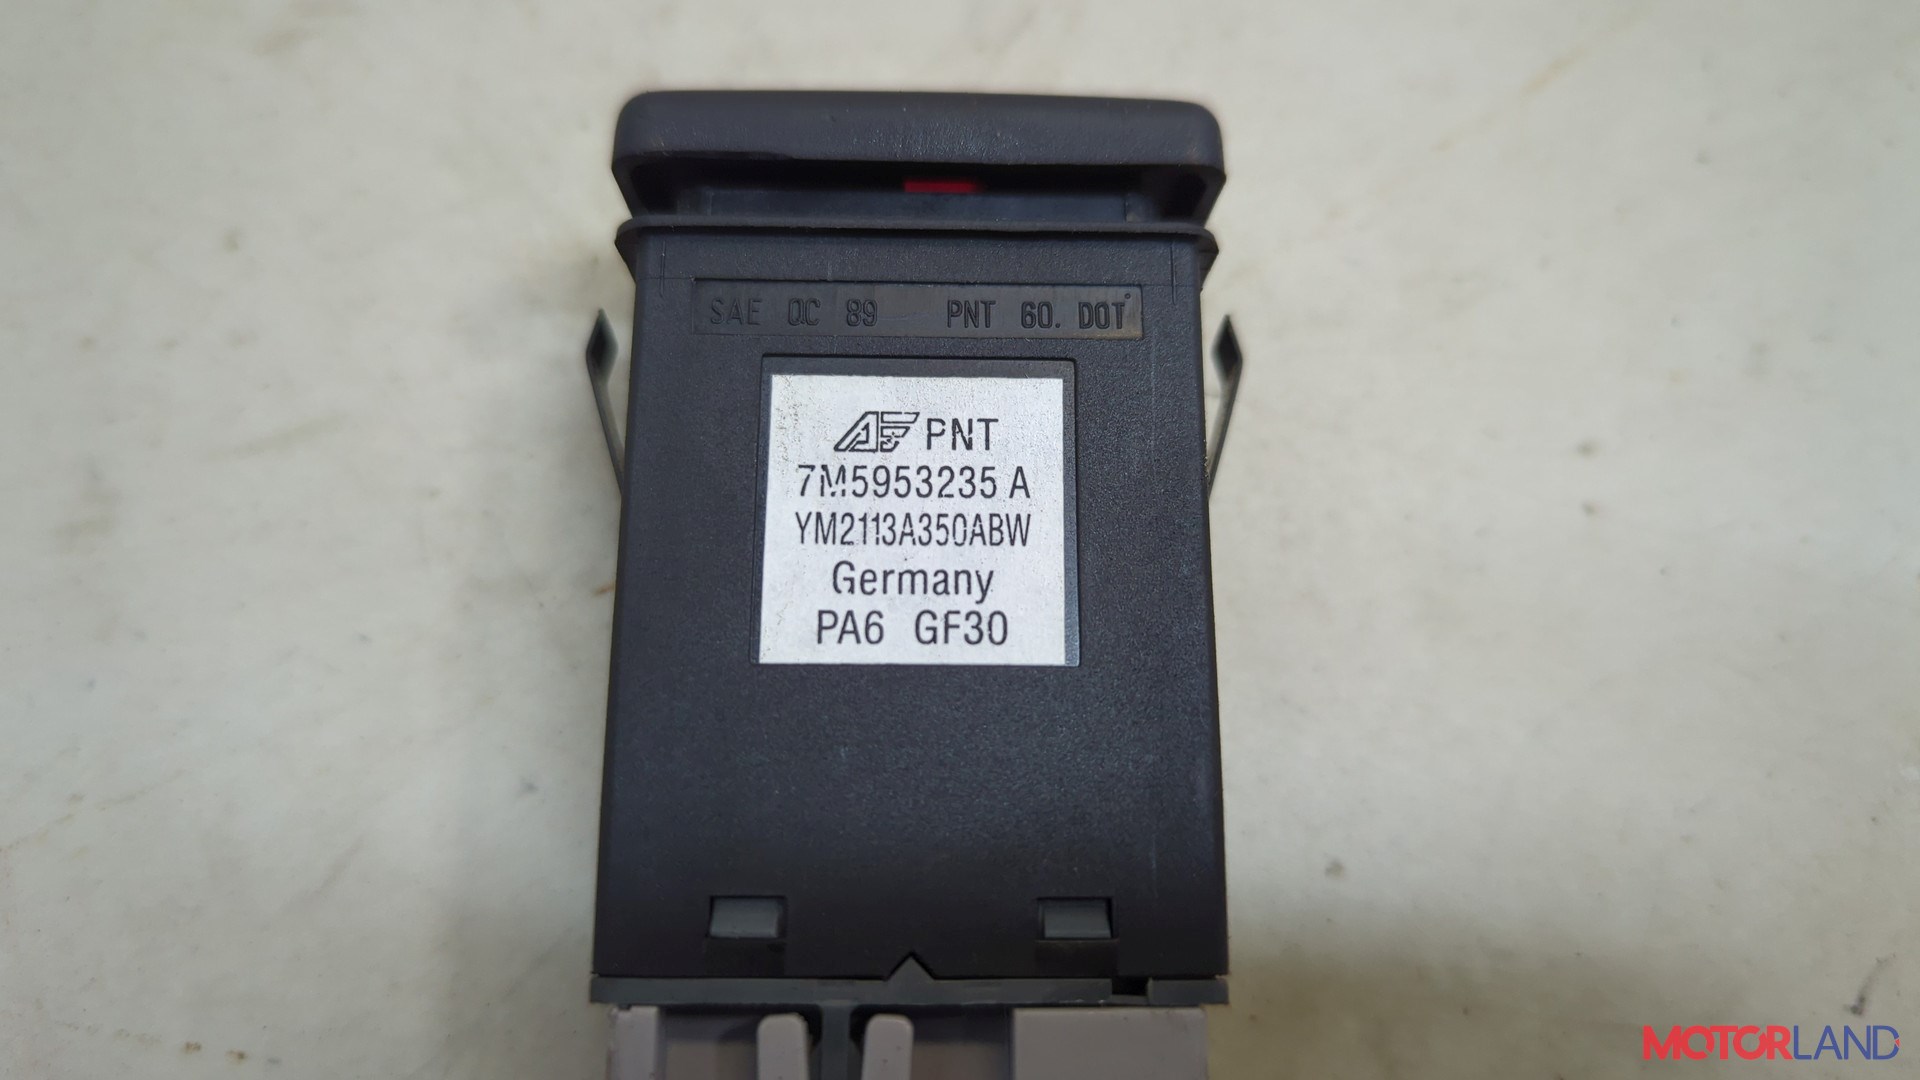 SAE QC 89 PNT 60. DOT
PNT
7M5953235 A
YM2113A350ABW
Germany
PA6 GF30
MOTORLAND